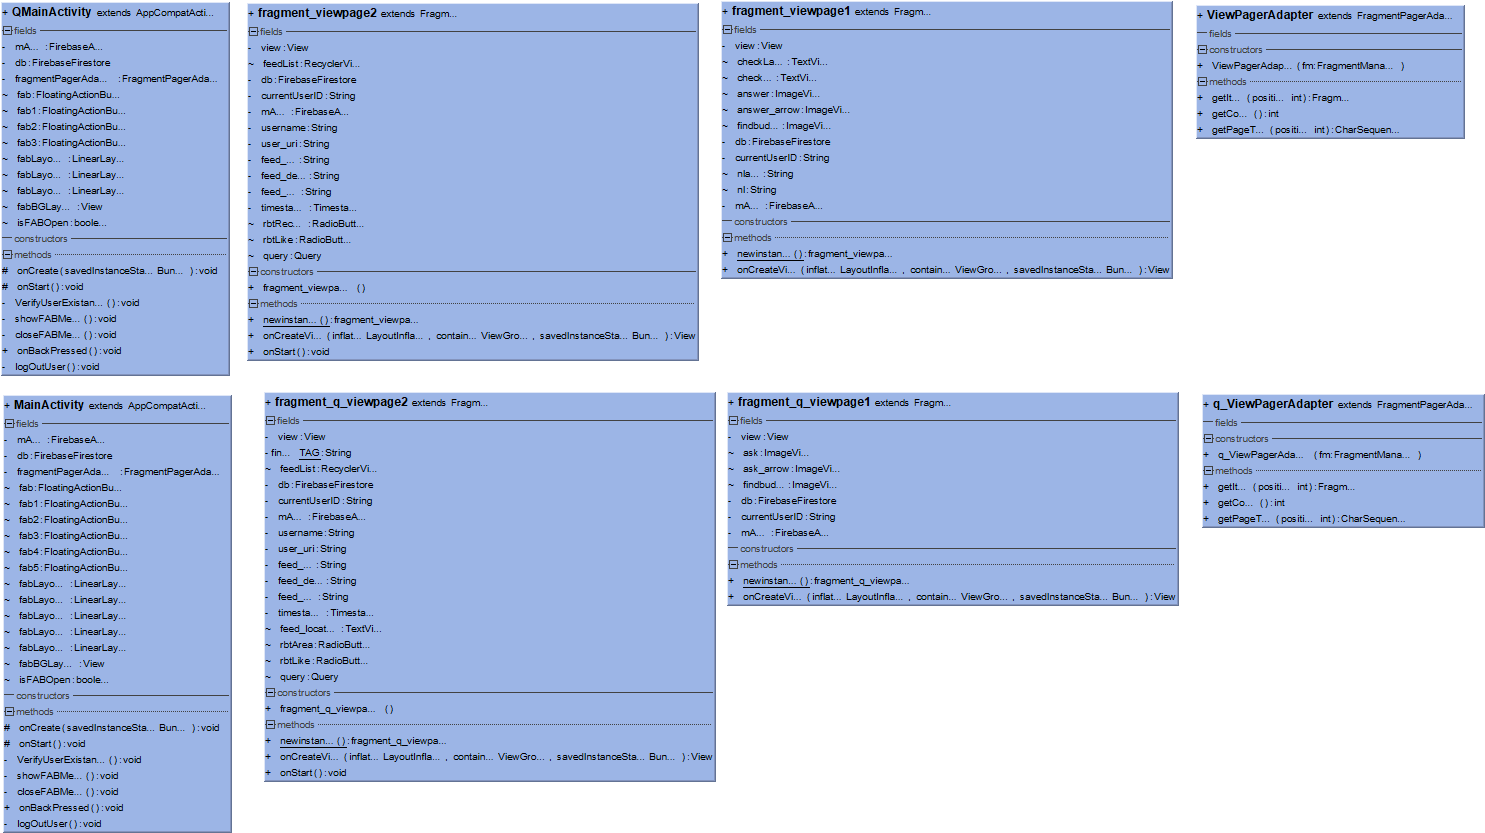 + QMainActivity extends AppCompatActi...
fields
- mA... :FirebaseA...
- db:FirebaseFirestore
- fragmentPagerAda... :FragmentPagerAda...
~ fab:FloatingActionBu...
~ fab1:FloatingActionBu...
~ fab2:FloatingActionBu...
~ fab3:FloatingActionBu...
~ fabLayo... :LinearLay...
~ fabLayo... :LinearLay...
~ fabLayo... :LinearLay...
~ fabBGLay... :View
~ isFABOpen:boole...
constructors
methods
# onCreate(savedInstanceSta... Bun... ):void
# onStart():void
- VerifyUserExistan... ():void
- showFABMe... ():void
- closeFABMe... ():void
+ onBackPressed():void
- logOutUser():void
+ fragment_viewpage2 extends Fragm...
fields
- view:View
~ feedList:RecyclerVi...
- db:FirebaseFirestore
- currentUserID:String
- mA... :FirebaseA...
- username:String
- user_uri:String
- feed_... :String
- feed_de... :String
- feed_... :String
- timesta... :Timesta...
~ rbtRec... :RadioButt...
~ rbtLike:RadioButt...
~ query:Query
constructors
+ fragment_viewpa... ()
methods
+ newinstan... ():fragment_viewpa...
+ onCreateVi... (inflat... LayoutInfla... , contain... ViewGro... , savedInstanceSta... Bun... ):View
+ onStart():void
+ fragment_viewpage1 extends Fragm...
fields
- view:View
~ checkLa... :TextVi...
~ check... :TextVi...
~ answer:ImageVi...
~ answer_arrow:ImageVi...
~ findbud... :ImageVi...
- db:FirebaseFirestore
- currentUserID:String
~ nla... :String
~ nl:String
- mA... :FirebaseA...
constructors
methods
+ newinstan... ():fragment_viewpa...
+ onCreateVi... (inflat... LayoutInfla... , contain... ViewGro... , savedInstanceSta... Bun... ):View
+ ViewPagerAdapter extends FragmentPagerAda...
fields
constructors
+ ViewPagerAdap... (fm:FragmentMana... )
methods
+ getIt... (positi... int):Fragm...
+ getCo... ():int
+ getPageT... (positi... int):CharSequen...
+ MainActivity extends AppCompatActi...
fields
- mA... :FirebaseA...
- db:FirebaseFirestore
- fragmentPagerAda... :FragmentPagerAda...
~ fab:FloatingActionBu...
~ fab1:FloatingActionBu...
~ fab2:FloatingActionBu...
~ fab3:FloatingActionBu...
~ fab4:FloatingActionBu...
~ fab5:FloatingActionBu...
~ fabLayo... :LinearLay...
~ fabLayo... :LinearLay...
~ fabLayo... :LinearLay...
~ fabLayo... :LinearLay...
~ fabLayo... :LinearLay...
~ fabBGLay... :View
~ isFABOpen:boole...
constructors
methods
# onCreate(savedInstanceSta... Bun... ):void
# onStart():void
- VerifyUserExistan... ():void
- showFABMe... ():void
- closeFABMe... ():void
+ onBackPressed():void
- logOutUser():void
+ fragment_q_viewpage2 extends Fragm...
fields
- view:View
- fin... TAG:String
~ feedList:RecyclerVi...
- db:FirebaseFirestore
- currentUserID:String
- mA... :FirebaseA...
- username:String
- user_uri:String
- feed_... :String
- feed_de... :String
- feed_... :String
- timesta... :Timesta...
~ feed_locat... :TextVi...
~ rbtArea:RadioButt...
~ rbtLike:RadioButt...
~ query:Query
constructors
+ fragment_q_viewpa... ()
methods
+ newinstan... ():fragment_q_viewpa...
+ onCreateVi... (inflat... LayoutInfla... , contain... ViewGro... , savedInstanceSta... Bun... ):View
+ onStart():void
+ fragment_q_viewpage1 extends Fragm...
fields
- view:View
~ ask:ImageVi...
~ ask_arrow:ImageVi...
~ findbud... :ImageVi...
- db:FirebaseFirestore
- currentUserID:String
- mA... :FirebaseA...
constructors
methods
+ newinstan... ():fragment_q_viewpa...
+ onCreateVi... (inflat... LayoutInfla... , contain... ViewGro... , savedInstanceSta... Bun... ):View
+ q_ViewPagerAdapter extends FragmentPagerAda...
fields
constructors
+ q_ViewPagerAda... (fm:FragmentMana... )
methods
+ getIt... (positi... int):Fragm...
+ getCo... ():int
+ getPageT... (positi... int):CharSequen...